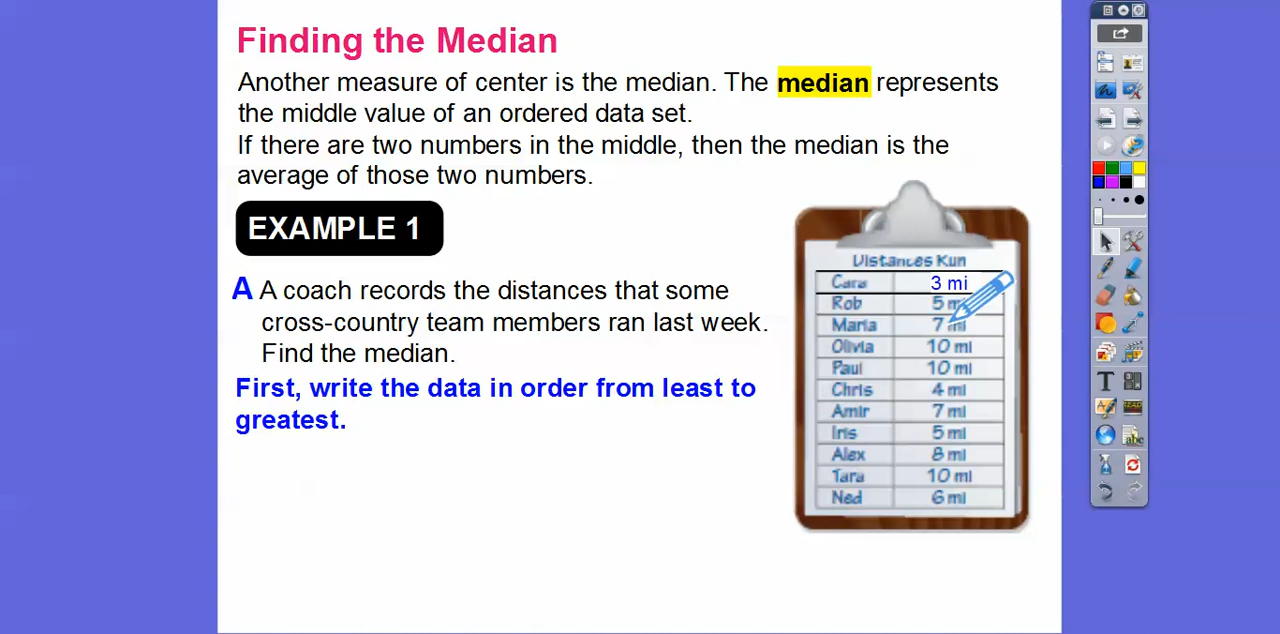 Finding the Median
Another measure of center is the median. The median represents
the middle value of an ordered data set.
If there are two numbers in the middle, then the median is the
average of those two numbers.
EXAMPLE 1
A A coach records the distances that some
cross-country team members ran last week.
Find the median.
First, write the data in order from least to
greatest.
Distances Run
Cara 3 mi
Rob 5 mi
Maria 7 mi
Olivia 10 mi
Paul 10 mi
Chris 4 mi
Amir 7 mi
Iris 5 mi
Alex 8 mi
Tara 10 mi
Ned 6 mi